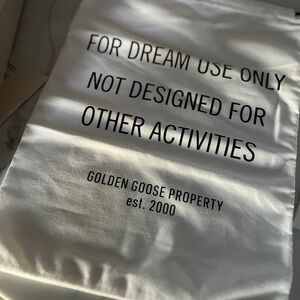 FOR DREAM USE ONLY
NOT DESIGNED FOR
OTHER ACTIVITIES
GOLDEN GOOSE PROPERTY
est. 2000